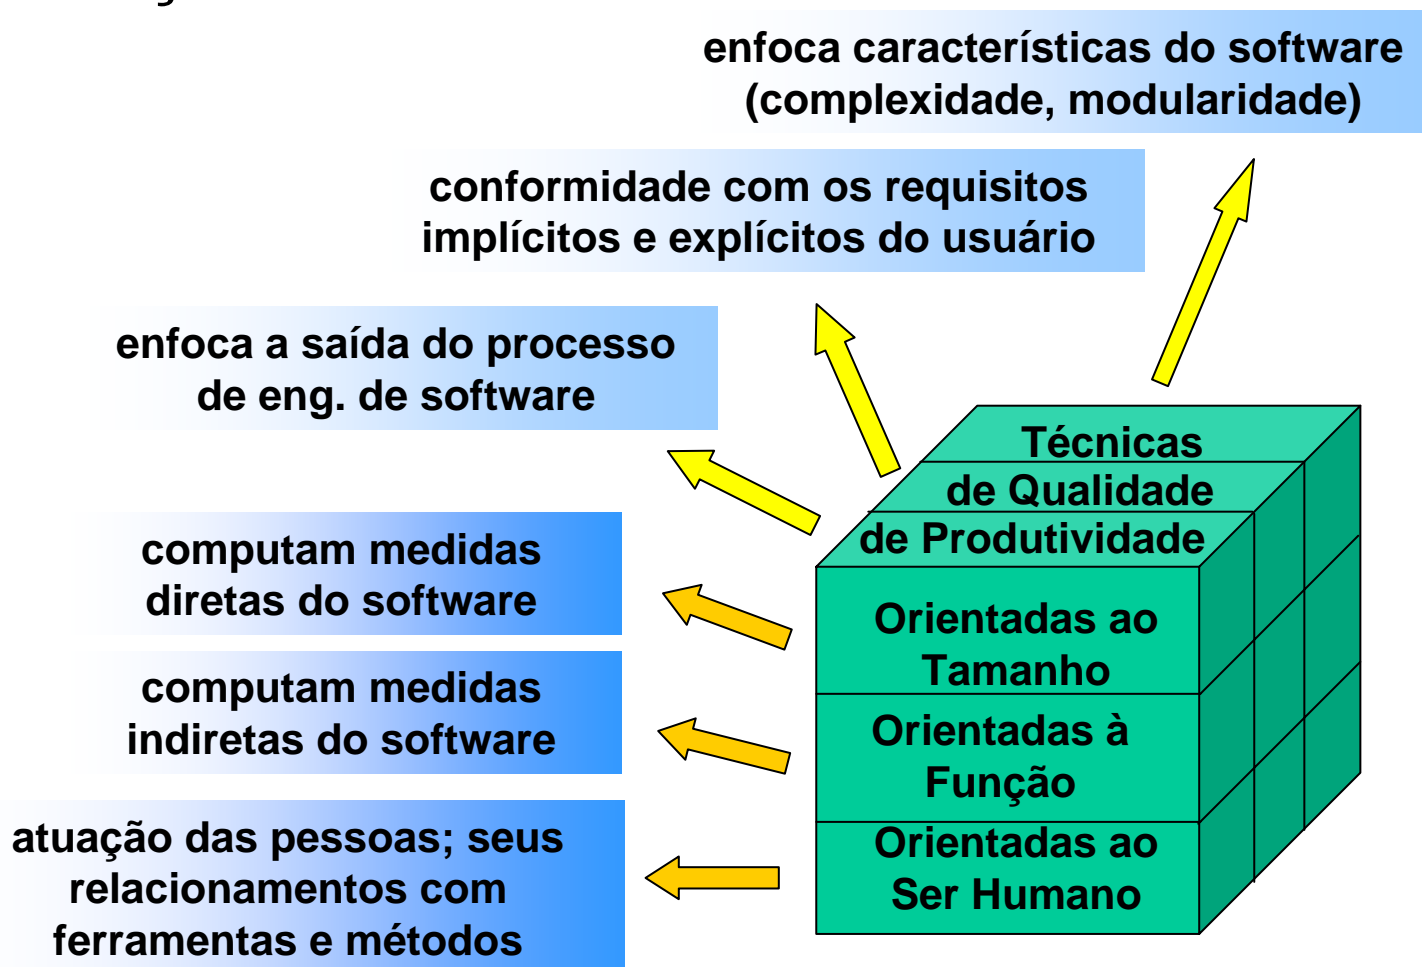 enfoca características do software
(complexidade, modularidade)
conformidade com os requisitos
implícitos e explícitos do usuário
enfoca a saída do processo
de eng. de software
Técnicas
de Qualidade
de Produtividade
computam medidas
diretas do software
Orientadas ao
Tamanho
computam medidas
indiretas do software
Orientadas à
Função
atuação das pessoas; seus
relacionamentos com
ferramentas e métodos
Orientadas ao
Ser Humano